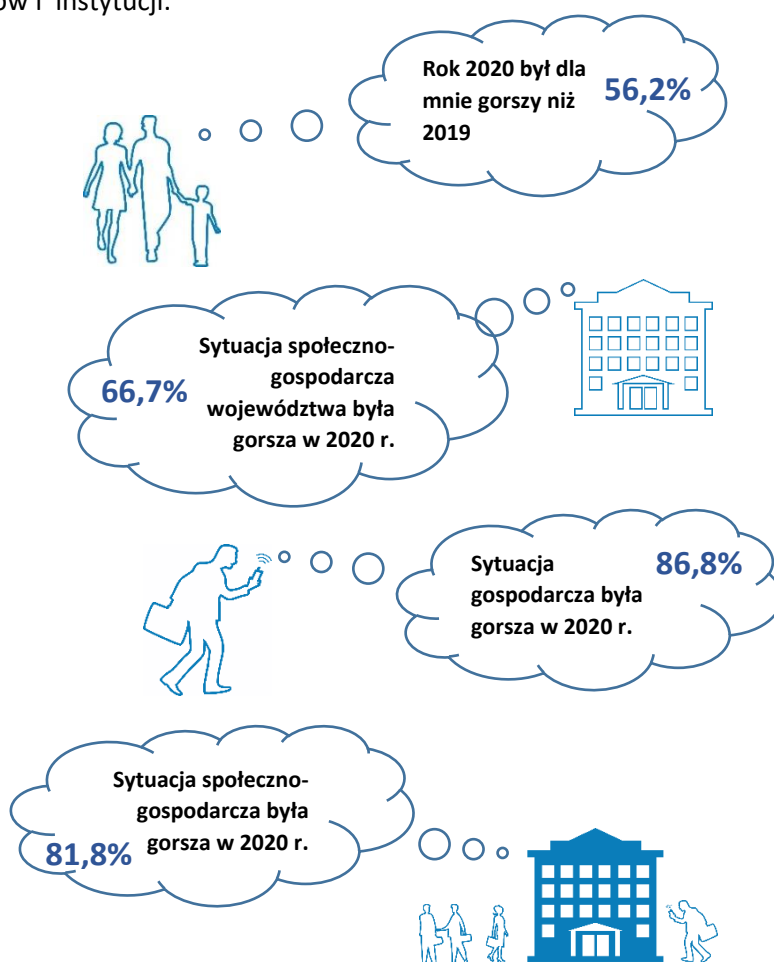 i instytucji.
Rok 2020 był dla
mnie gorszy niż
2019
56,2%
Sytuacja społeczno-
gospodarcza
województwa była
gorsza w 2020 r.
66,7%
Sytuacja
gospodarcza była
gorsza w 2020 r.
86,8%
Sytuacja społeczno-
gospodarcza była
gorsza w 2020 r.
81,8%